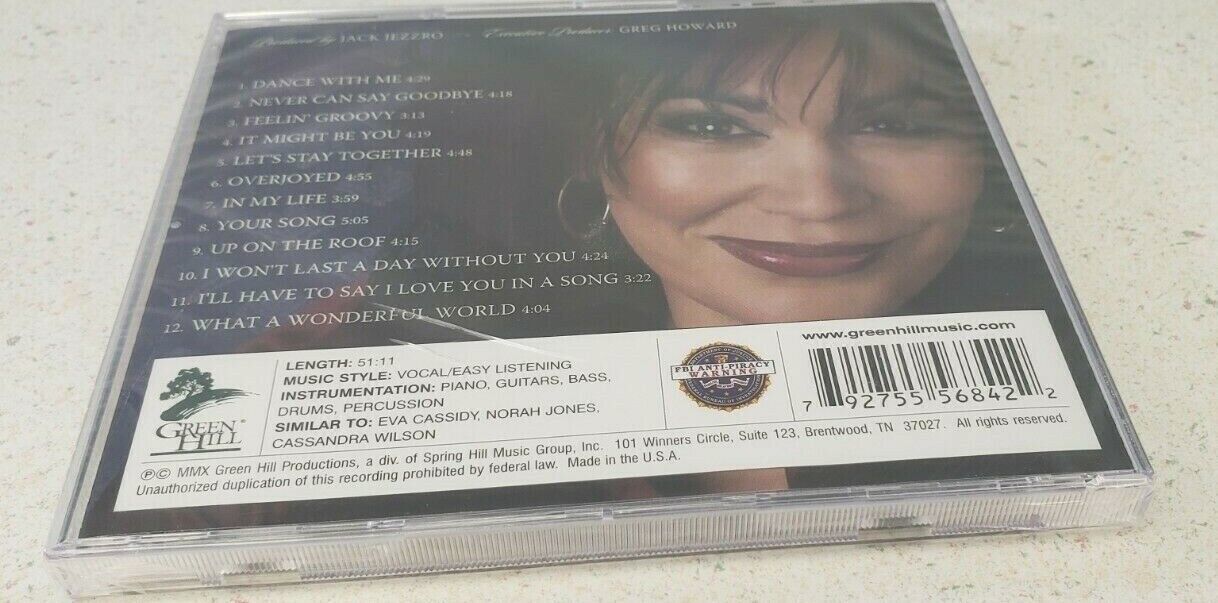 Produced by JACK JEZZRO Executive Producer GREG HOWARD
1. DANCE WITH ME 4:29
2. NEVER CAN SAY GOODBYE 4:18
3. FEELIN' GROOVY 3:13
4. IT MIGHT BE YOU 4:19
5. LET'S STAY TOGETHER 4:48
6. OVERJOYED 4:55
7. IN MY LIFE 3:59
8. YOUR SONG 5:05
9. UP ON THE ROOF 4:15
10. I WON'T LAST A DAY WITHOUT YOU 4:24
11. I'LL HAVE TO SAY I LOVE YOU IN A SONG 3:22
12. WHAT A WONDERFUL WORLD 4:04
GREEN HILL®
LENGTH: 51:11
MUSIC STYLE: VOCAL/EASY LISTENING
INSTRUMENTATION: PIANO, GUITARS, BASS,
DRUMS, PERCUSSION
SIMILAR TO: EVA CASSIDY, NORAH JONES,
CASSANDRA WILSON
FBI ANTI-PIRACY
WARNING
www.greenhillmusic.com
7 92755 56842 2
℗© MMX Green Hill Productions, a div. of Spring Hill Music Group, Inc. 101 Winners Circle, Suite 123, Brentwood, TN 37027. All rights reserved.
Unauthorized duplication of this recording prohibited by federal law. Made in the U.S.A.